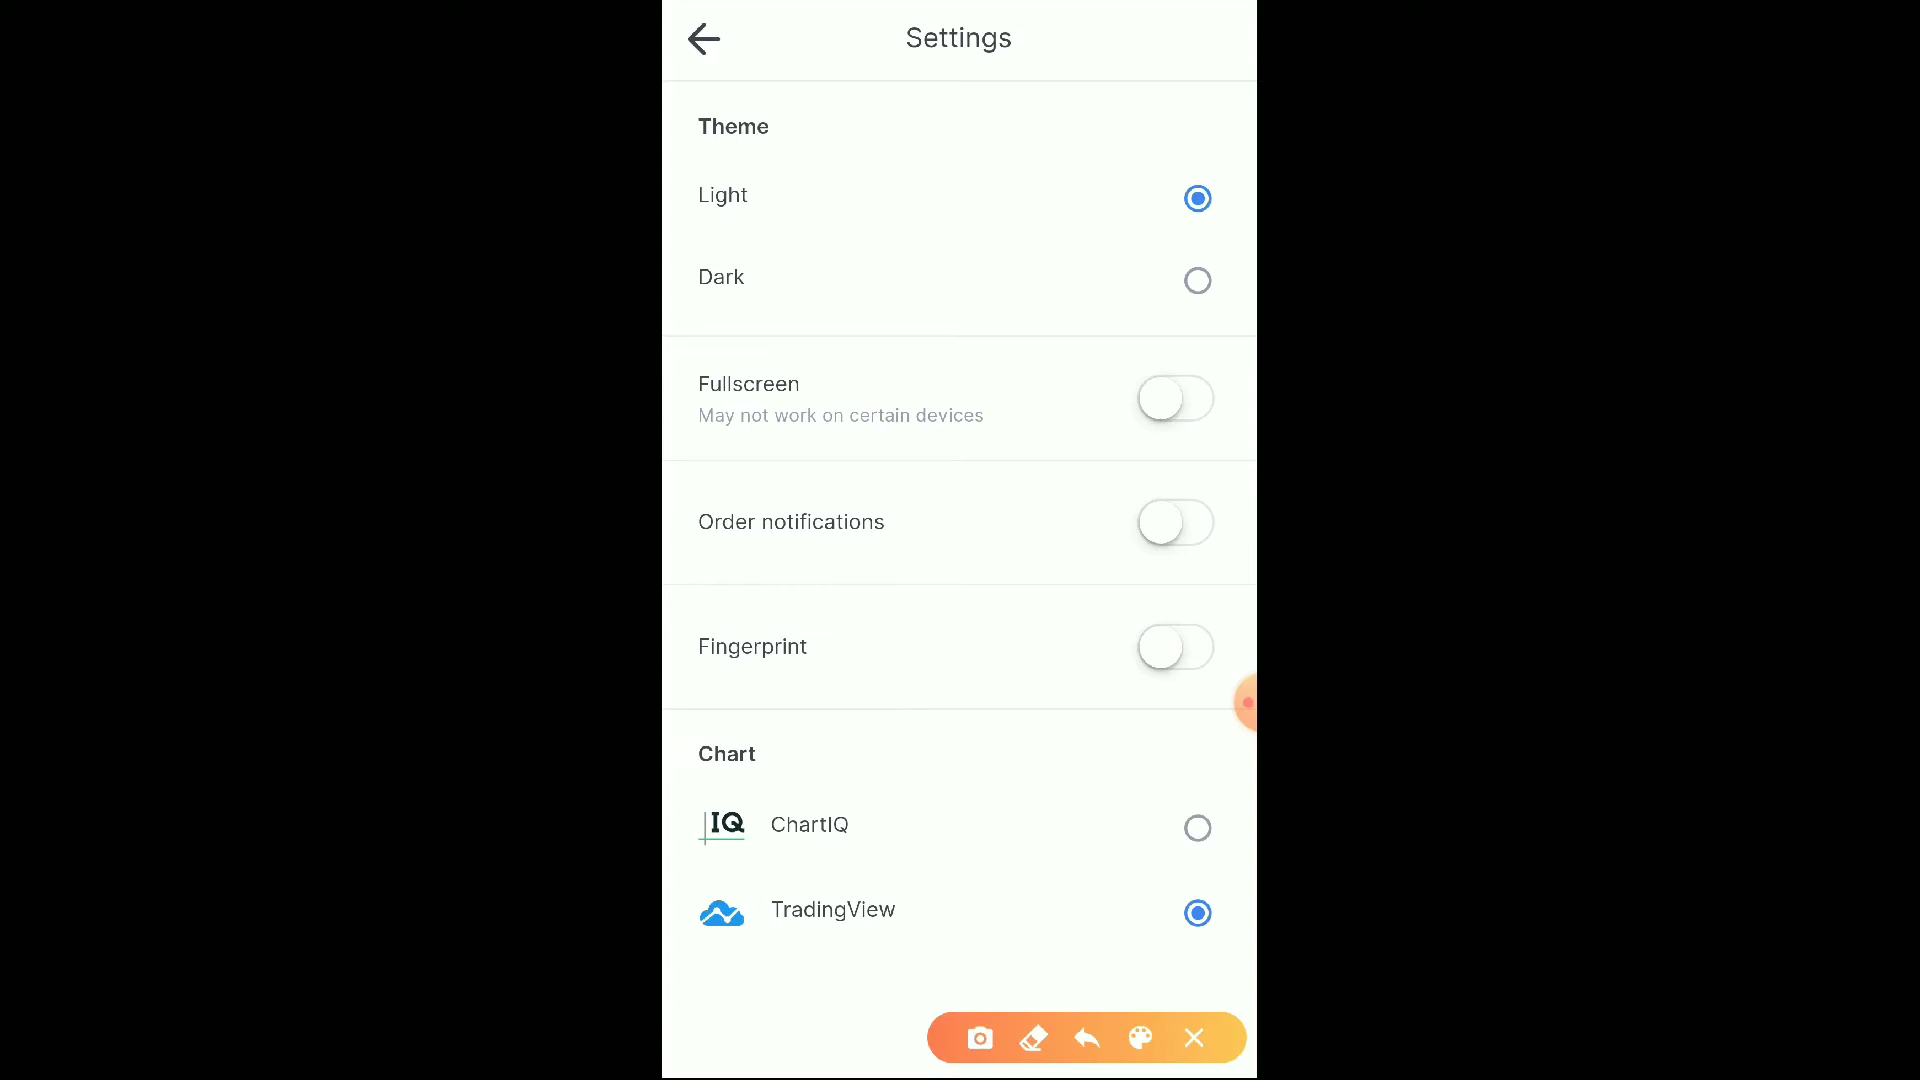 Settings
Theme
Light
Dark
Fullscreen
May not work on certain devices
Order notifications
Fingerprint
Chart
IQ ChartIQ
TradingView